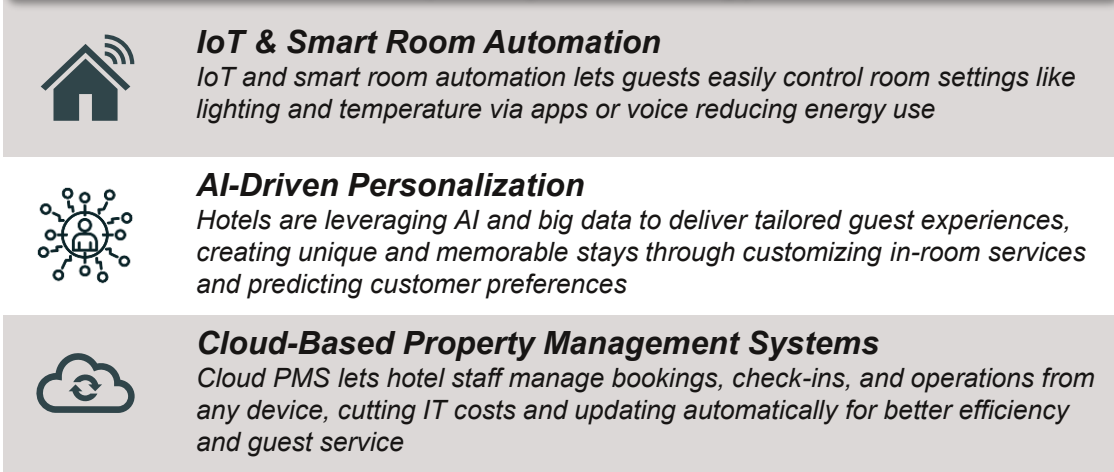 IoT & Smart Room Automation
IoT and smart room automation lets guests easily control room settings like
lighting and temperature via apps or voice reducing energy use
AI-Driven Personalization
Hotels are leveraging AI and big data to deliver tailored guest experiences,
creating unique and memorable stays through customizing in-room services
and predicting customer preferences
Cloud-Based Property Management Systems
Cloud PMS lets hotel staff manage bookings, check-ins, and operations from
any device, cutting IT costs and updating automatically for better efficiency
and guest service